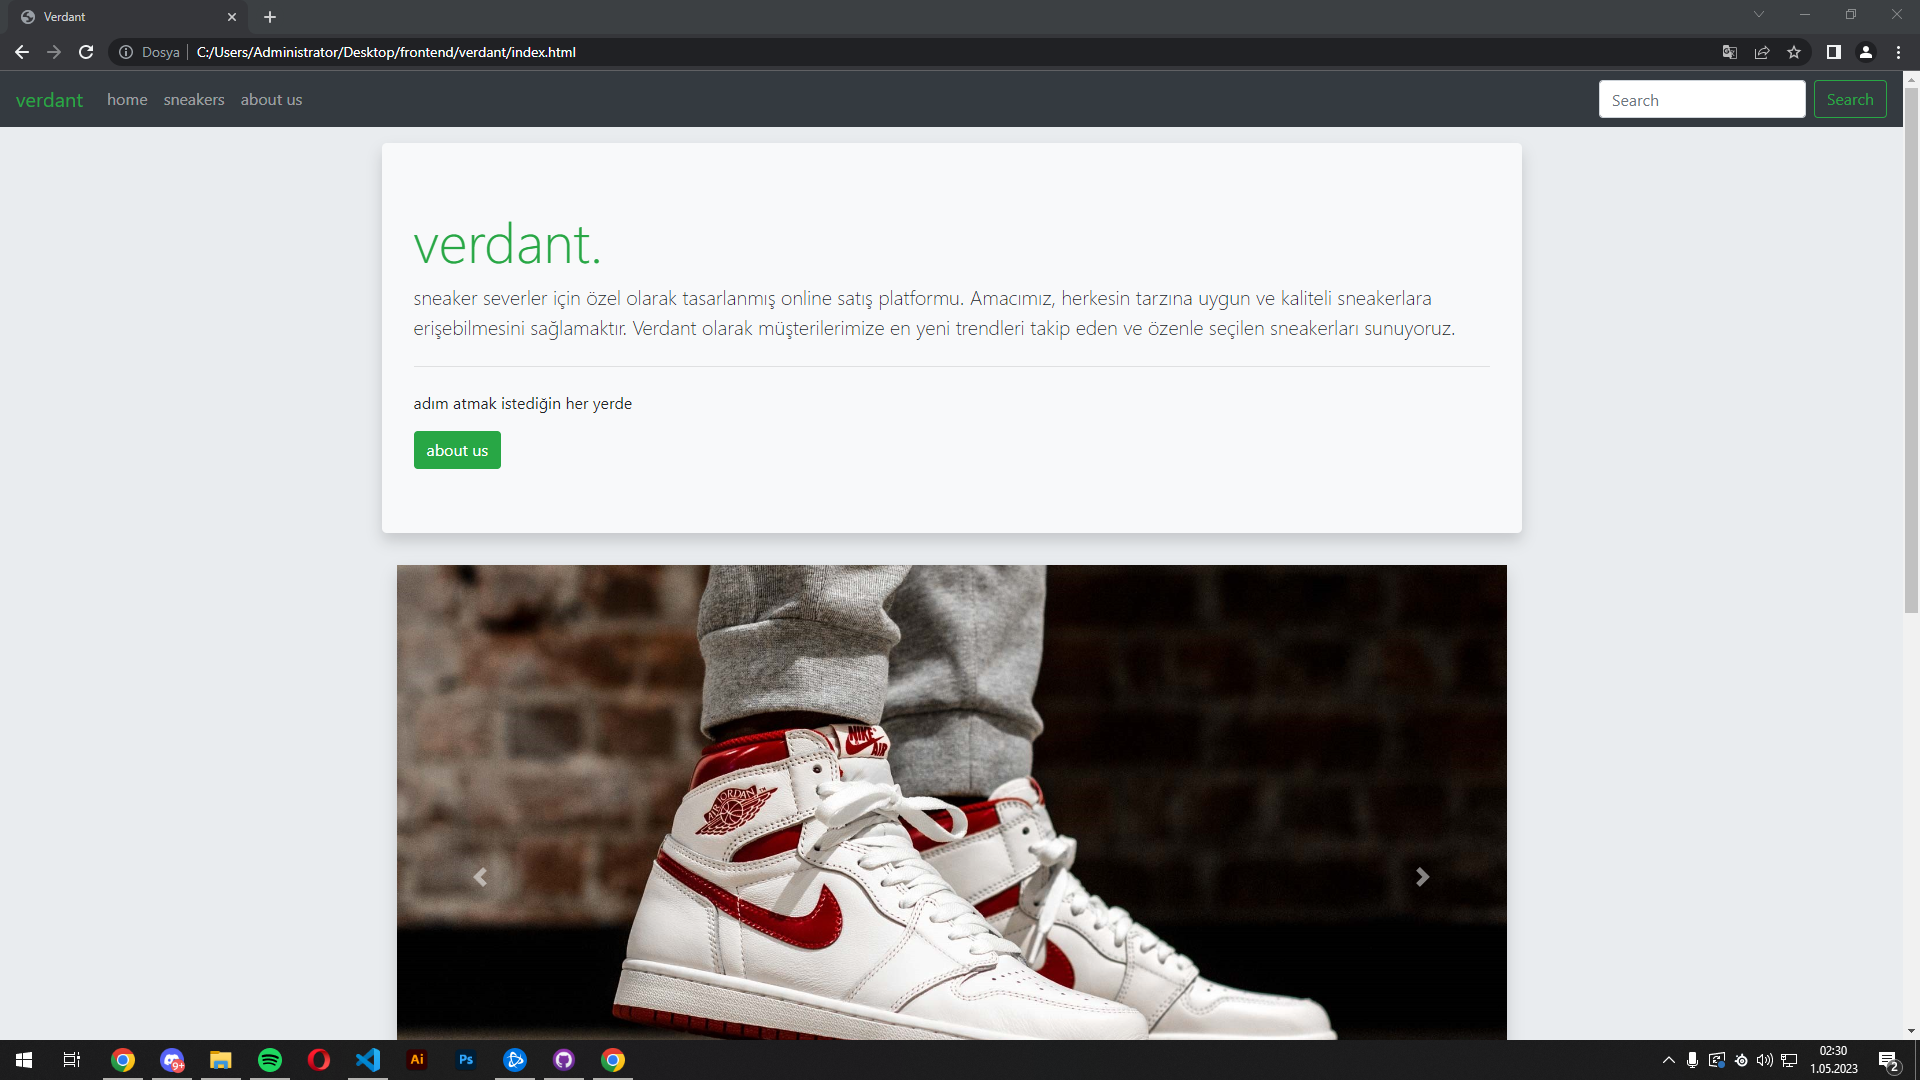 Verdant
Dosya
C:/Users/Administrator/Desktop/frontend/verdant/index.html
verdant home sneakers about us
Search
Search
verdant.
sneaker severler için özel olarak tasarlanmış online satış platformu. Amacımız, herkesin tarzına uygun ve kaliteli sneakerlara
erişebilmesini sağlamaktır. Verdant olarak müşterilerimize en yeni trendleri takip eden ve özenle seçilen sneakerları sunuyoruz.
adım atmak istediğin her yerde
about us
NIKE
AIR
AIR JORDAN
9+
Ai
Ps
02:30
1.05.2023
2